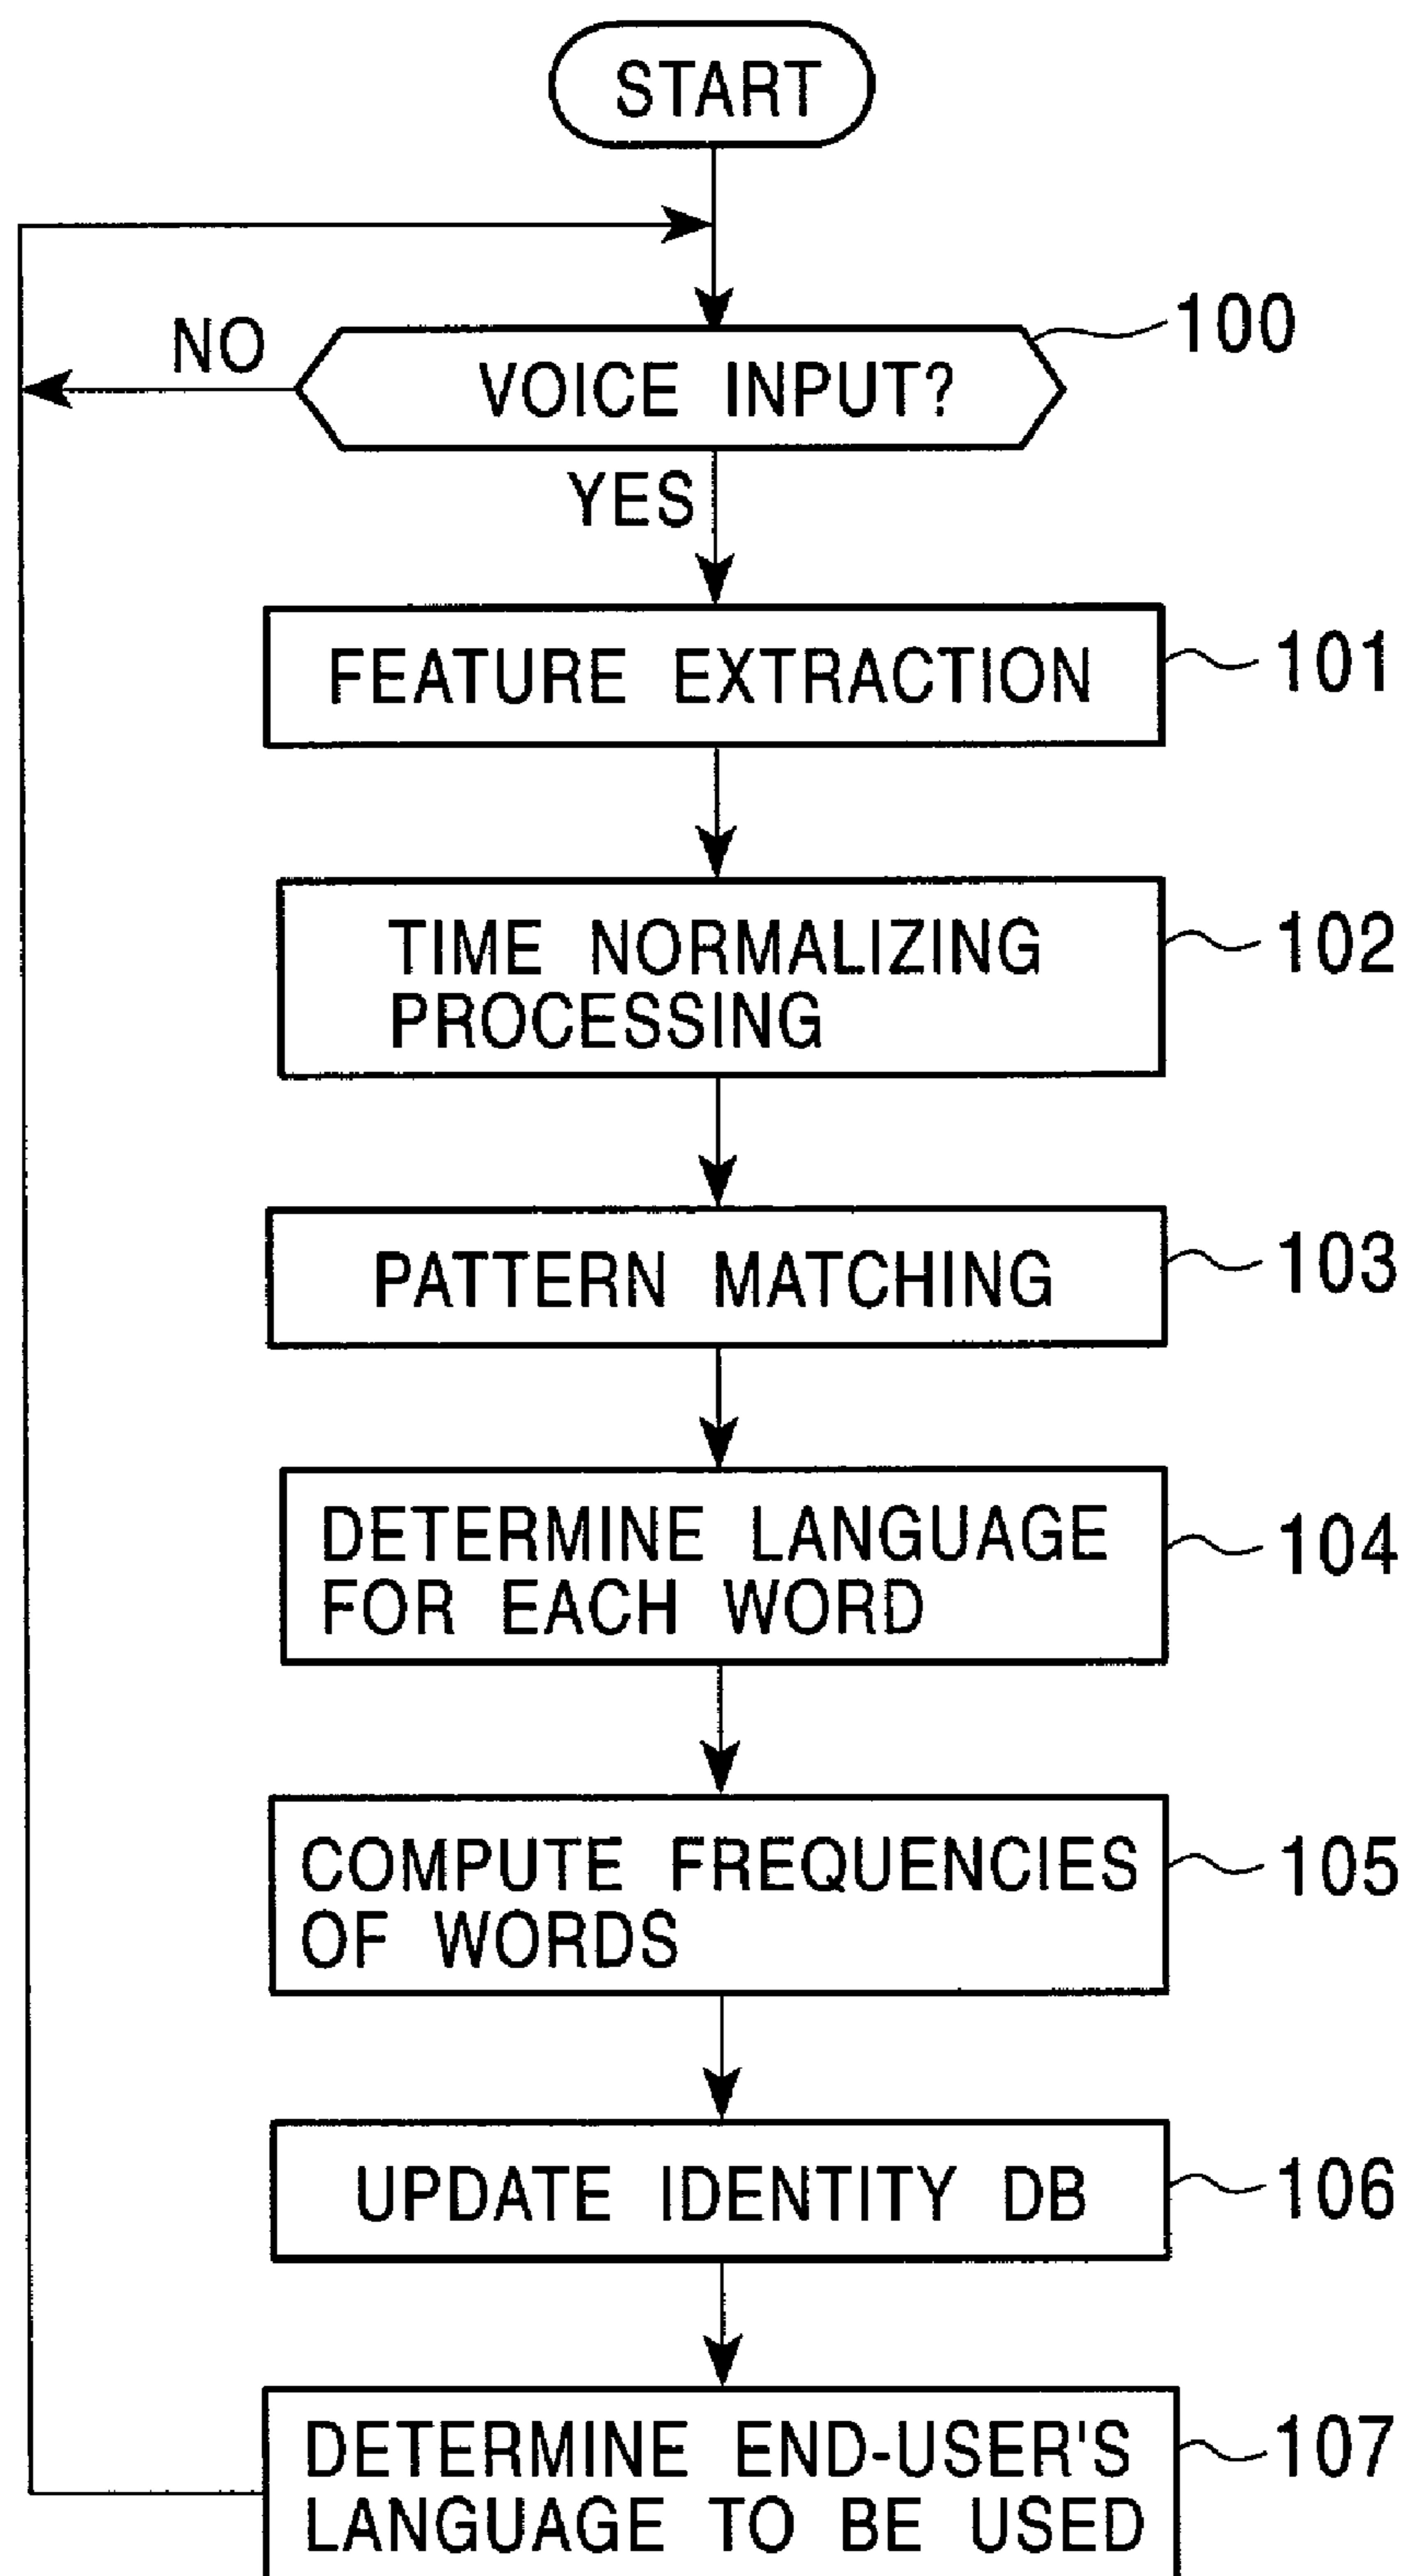 START
100
NO
VOICE INPUT?
YES
FEATURE EXTRACTION
101
TIME NORMALIZING
102
PROCESSING
PATTERN MATCHING
103
DETERMINE LANGUAGE
104
FOR EACH WORD
COMPUTE FREQUENCIES
105
OF WORDS
UPDATE IDENTITY DB
106
DETERMINE END-USER'S
107
LANGUAGE TO BE USED